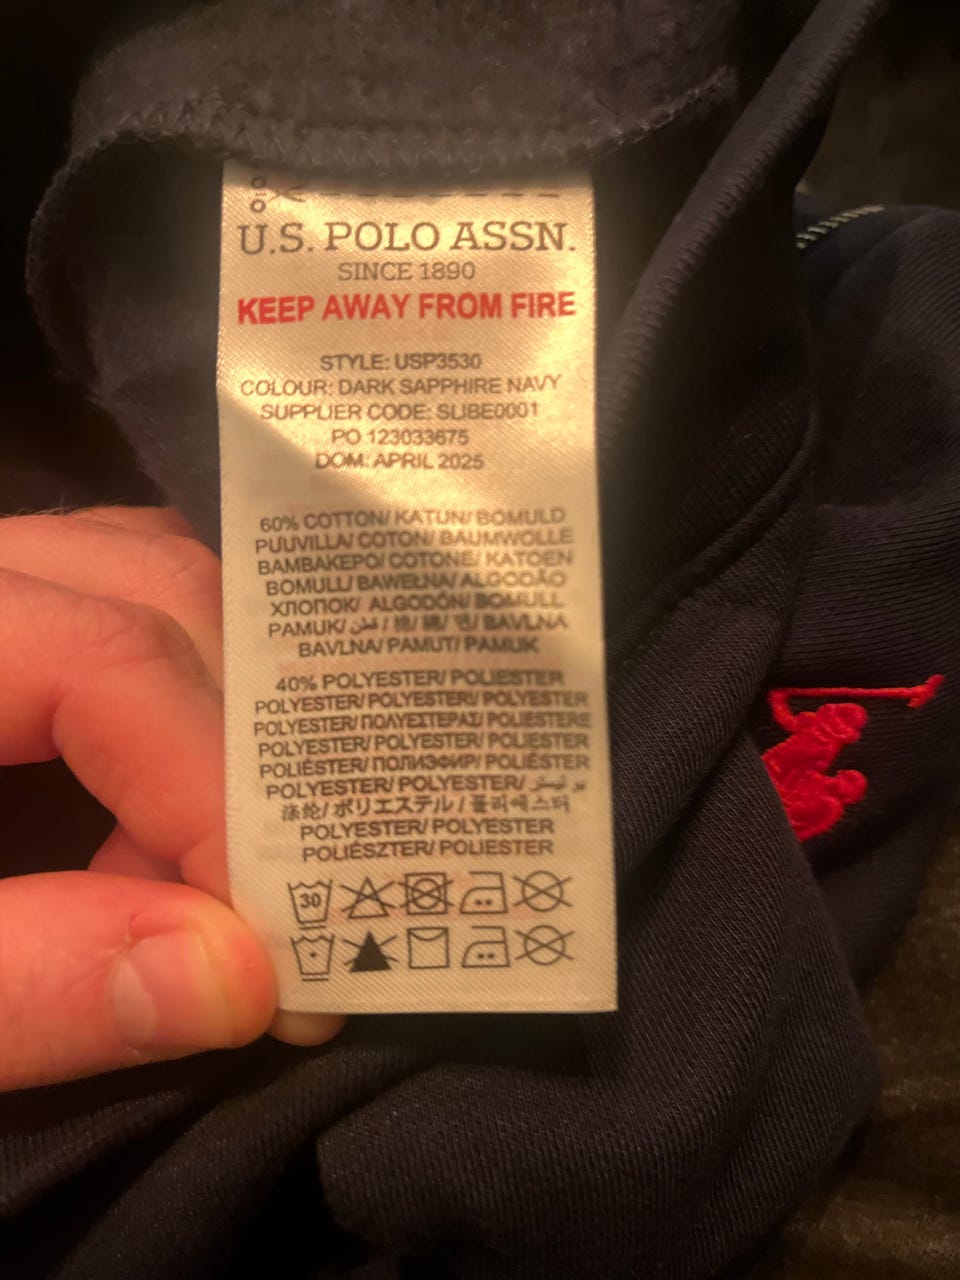 U.S. POLO ASSN.
SINCE 1890
KEEP AWAY FROM FIRE
STYLE: USP3530
COLOUR: DARK SAPPHIRE NAVY
SUPPLIER CODE: SLIBE0001
PO 123033675
DOM: APRIL 2025
60% COTTON/ KATUN/ BOMULD
PUUVILLA/ COTON/ BAUMWOLLE
ΒΑΜΒΑΚΕΡΟ/ COTONE/ KATOEN
BOMULL/ BAWEŁNA/ ALGODÃO
ХЛОПОК/ ALGODÓN/ BOMULL
PAMUK/ قطن / 棉/ 綿/ 면/ BAVLNA
BAVLNA/ PAMUT/ PAMUK
40% POLYESTER/ POLIESTER
POLYESTER/ POLYESTERI/ POLYESTER
POLYESTER/ ΠΟΛΥΕΣΤΕΡΑΣ/ POLIESTERE
POLYESTER/ POLYESTER/ POLIESTER
POLIÉSTER/ ПОЛИЭФИР/ POLIÉSTER
POLYESTER/ POLYESTER/ بوليستر
涤纶/ ポリエステル / 폴리에스터
POLYESTER/ POLYESTER
POLIÉSZTER/ POLIESTER
30